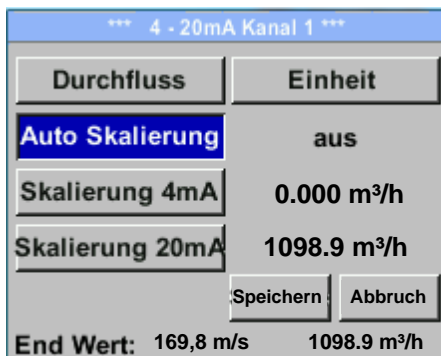 *** 4 - 20mA Kanal 1 ***
Durchfluss Einheit
Auto Skalierung aus
Skalierung 4mA 0.000 m³/h
Skalierung 20mA 1098.9 m³/h
Speichern Abbruch
End Wert: 169,8 m/s 1098.9 m³/h